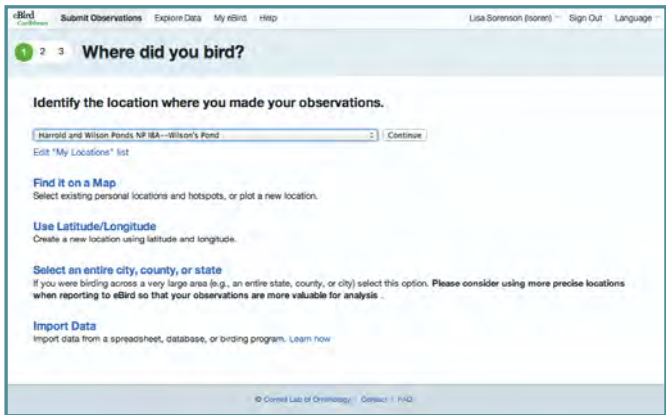 eBird Submit Observations Explore Data My eBird Help Lisa Sorenson (lsoren) Sign Out Language
Caribbean
1 2 3 Where did you bird?
Identify the location where you made your observations.
Harrold and Wilson Ponds NP IBA--Wilson's Pond Continue
Edit "My Locations" list
Find it on a Map
Select existing personal locations and hotspots, or plot a new location.
Use Latitude/Longitude
Create a new location using latitude and longitude.
Select an entire city, county, or state
If you were birding across a very large area (e.g., an entire state, county, or city) select this option. Please consider using more precise locations
when reporting to eBird so that your observations are more valuable for analysis .
Import Data
Import data from a spreadsheet, database, or birding program. Learn how
© Cornell Lab of Ornithology | Contact | FAQ